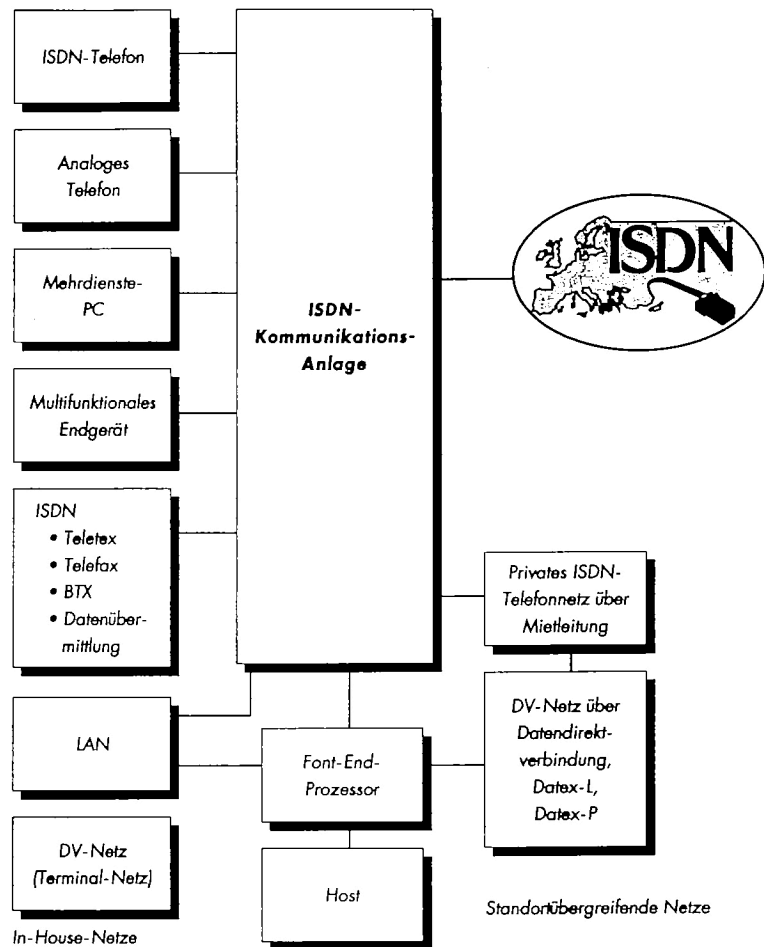 ISDN-Telefon
Analoges
Telefon
Mehrdienste-
PC
Multifunktionales
Endgerät
ISDN
• Teletex
• Telefax
• BTX
• Datenüber-
mittlung
LAN
DV-Netz
(Terminal-Netz)
In-House-Netze
ISDN-
Kommunikations-
Anlage
Font-End-
Prozessor
Host
ISDN
Privates ISDN-
Telefonnetz über
Mietleitung
DV-Netz über
Datendirekt-
verbindung,
Datex-L,
Datex-P
Standortübergreifende Netze